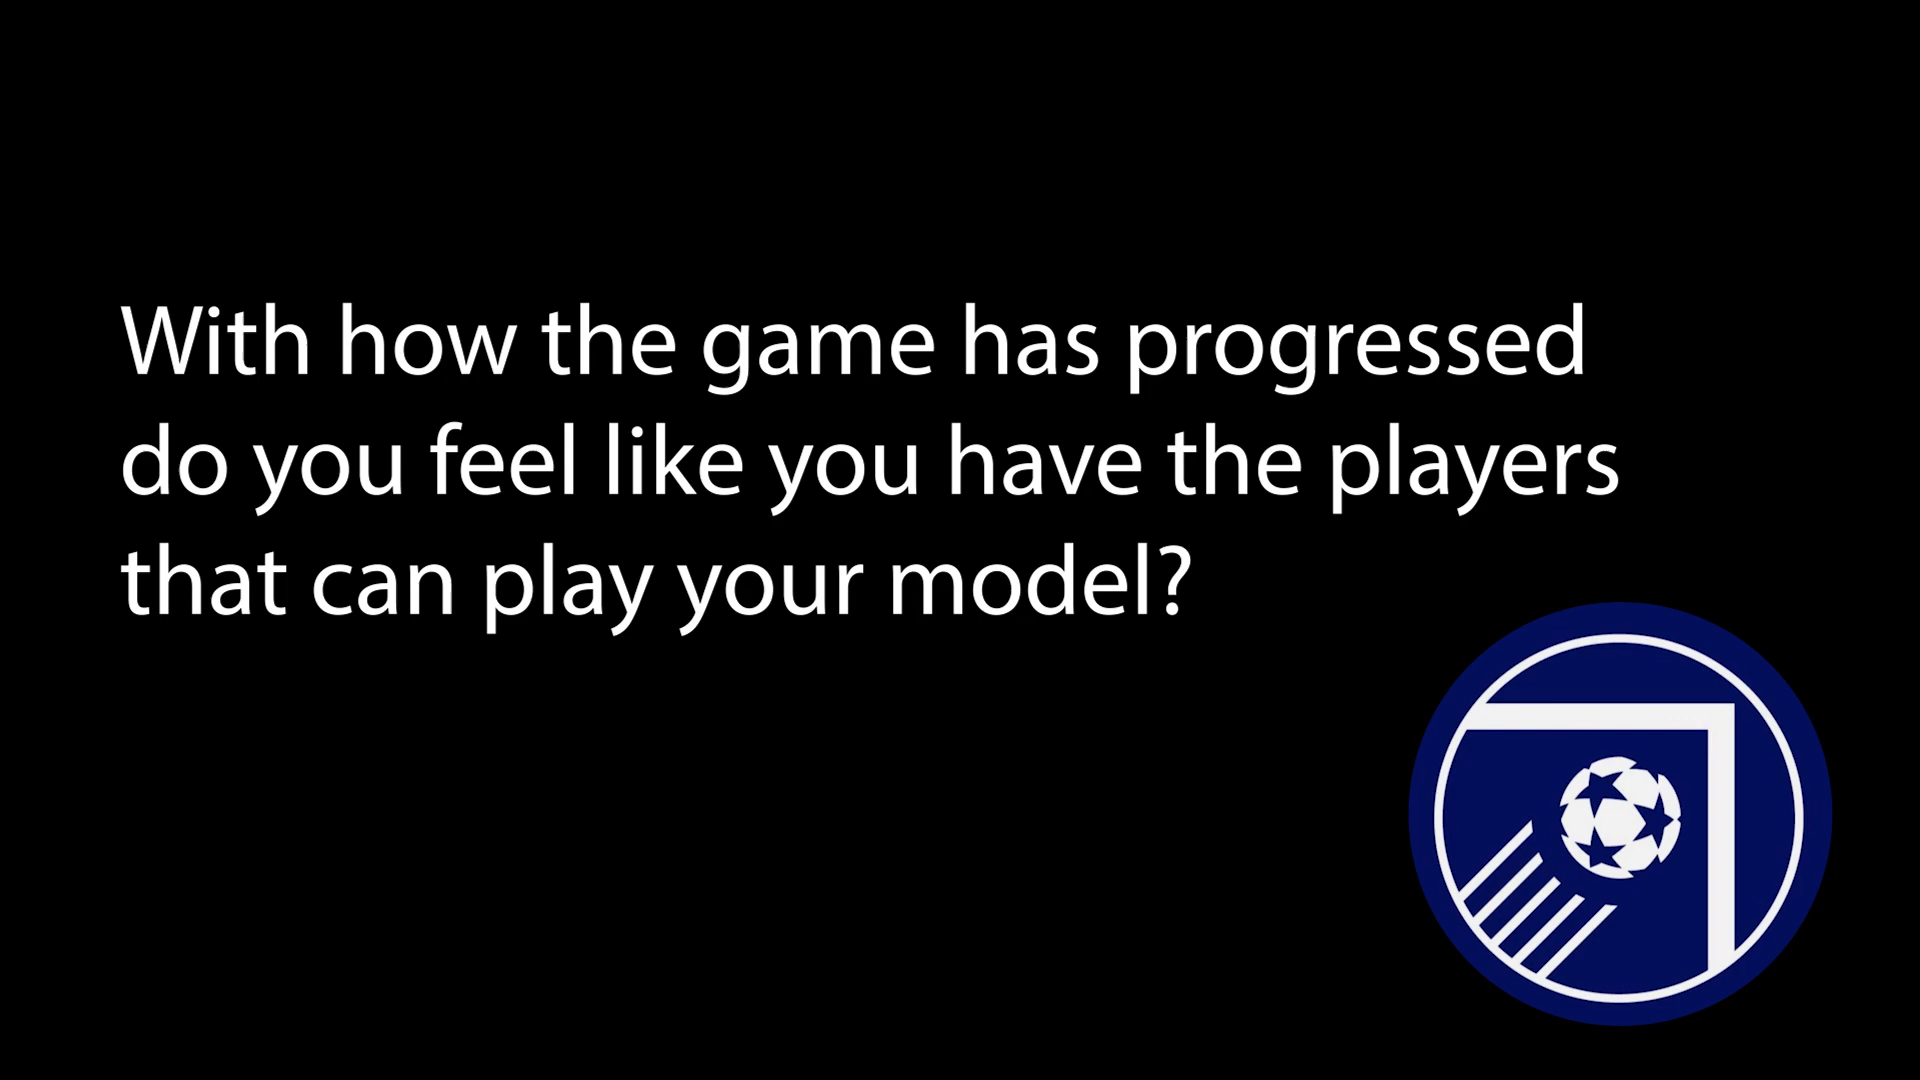 With how the game has progressed
do you feel like you have the players
that can play your model?